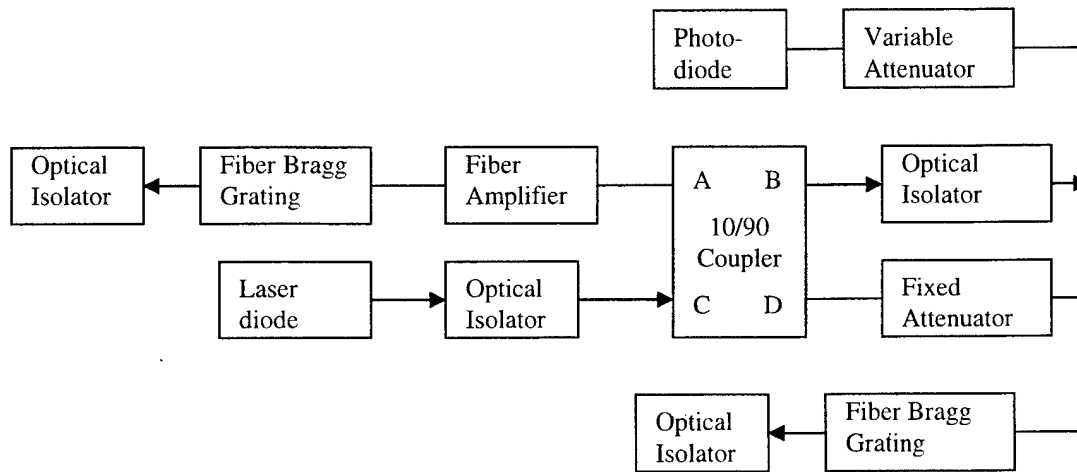 Photo-
diode
Variable
Attenuator
Optical
Isolator
Fiber Bragg
Grating
Fiber
Amplifier
A B
10/90
Coupler
C D
Optical
Isolator
Laser
diode
Optical
Isolator
Fixed
Attenuator
Optical
Isolator
Fiber Bragg
Grating